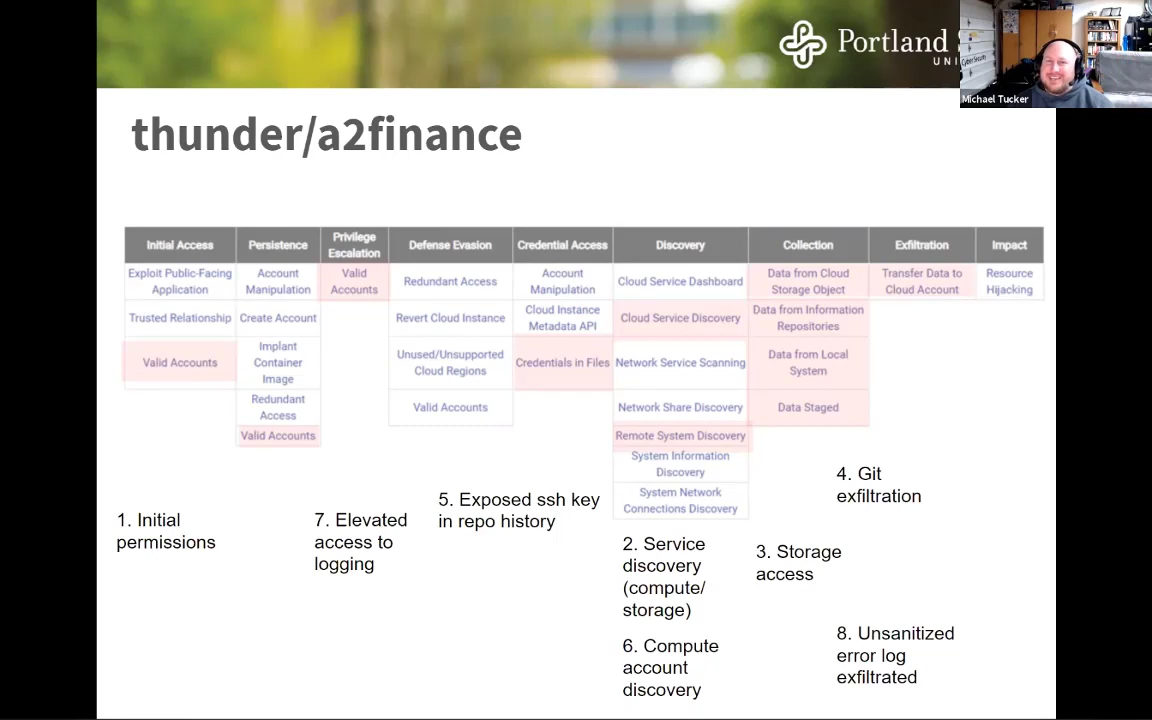 Portland
UNI
Cyber Security
Michael Tucker
thunder/a2finance
Initial Access
Persistence
Privilege
Escalation
Defense Evasion
Credential Access
Discovery
Collection
Exfiltration
Impact
Exploit Public-Facing
Application
Account
Manipulation
Valid
Accounts
Redundant Access
Account
Manipulation
Cloud Service Dashboard
Data from Cloud
Storage Object
Transfer Data to
Cloud Account
Resource
Hijacking
Trusted Relationship
Create Account
Revert Cloud Instance
Cloud Instance
Metadata API
Cloud Service Discovery
Data from Information
Repositories
Valid Accounts
Implant
Container
Image
Unused/Unsupported
Cloud Regions
Credentials in Files
Network Service Scanning
Data from Local
System
Redundant
Access
Valid Accounts
Network Share Discovery
Data Staged
Valid Accounts
Remote System Discovery
System Information
Discovery
System Network
Connections Discovery
1. Initial
permissions
7. Elevated
access to
logging
5. Exposed ssh key
in repo history
2. Service
discovery
(compute/
storage)
6. Compute
account
discovery
3. Storage
access
4. Git
exfiltration
8. Unsanitized
error log
exfiltrated